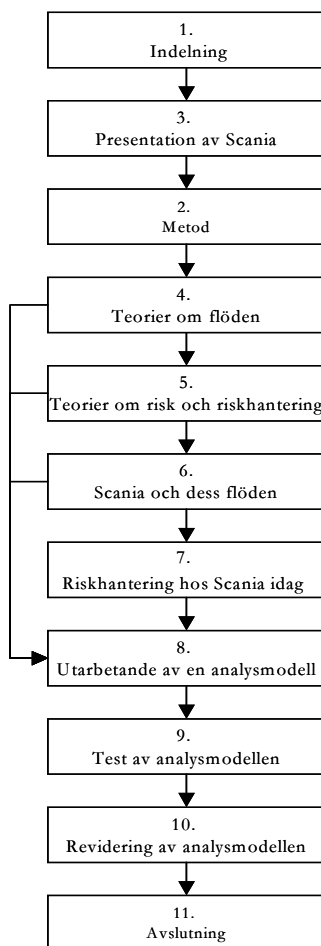 1.
Indelning
3.
Presentation av Scania
2.
Metod
4.
Teorier om flöden
5.
Teorier om risk och riskhantering
6.
Scania och dess flöden
7.
Riskhantering hos Scania idag
8.
Utarbetande av en analysmodell
9.
Test av analysmodellen
10.
Revidering av analysmodellen
11.
Avslutning